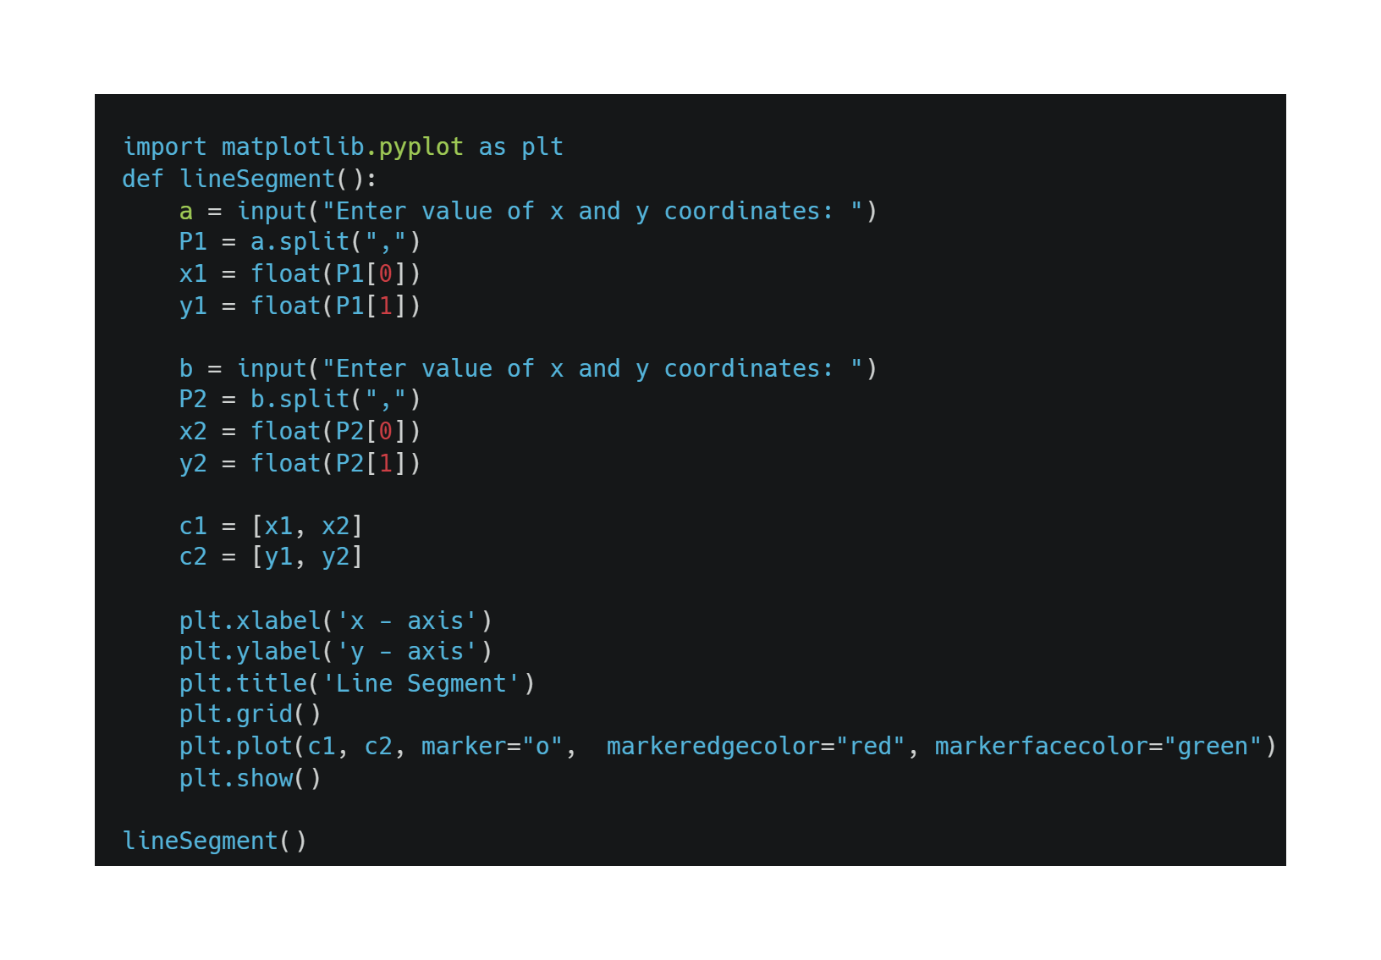 import matplotlib.pyplot as plt
def lineSegment():
    a = input("Enter value of x and y coordinates: ")
    P1 = a.split(",")
    x1 = float(P1[0])
    y1 = float(P1[1])

    b = input("Enter value of x and y coordinates: ")
    P2 = b.split(",")
    x2 = float(P2[0])
    y2 = float(P2[1])

    c1 = [x1, x2]
    c2 = [y1, y2]

    plt.xlabel('x - axis')
    plt.ylabel('y - axis')
    plt.title('Line Segment')
    plt.grid()
    plt.plot(c1, c2, marker="o",  markeredgecolor="red", markerfacecolor="green")
    plt.show()

lineSegment()